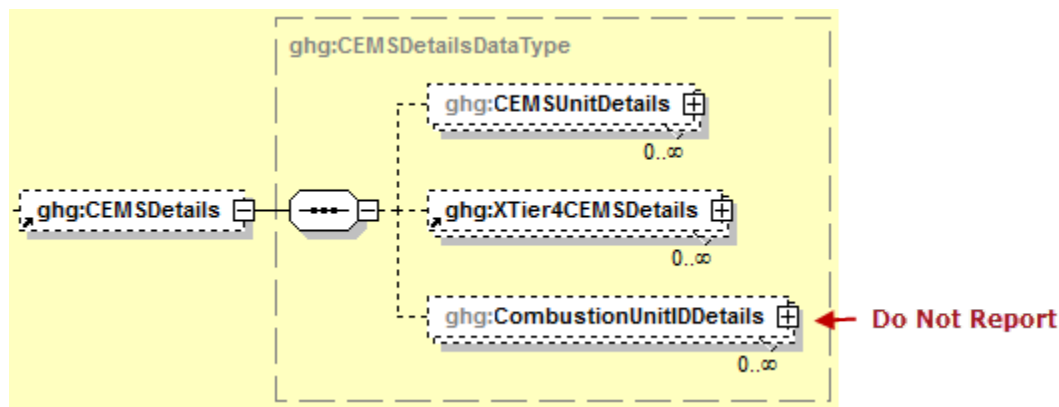 ghg:CEMSDetailsDataType
ghg:CEMSUnitDetails
0..∞
ghg:CEMSDetails
ghg:XTier4CEMSDetails
0..∞
ghg:CombustionUnitIDDetails
Do Not Report
0..∞